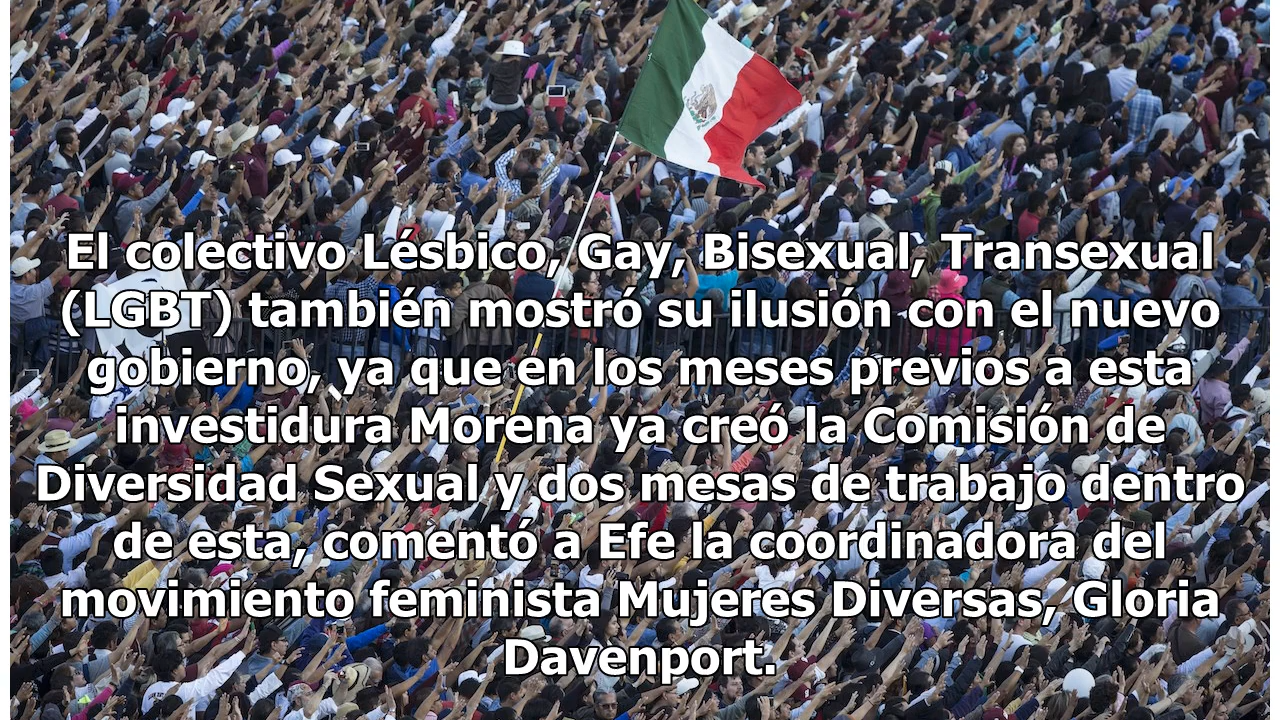 El colectivo Lésbico, Gay, Bisexual, Transexual
(LGBT) también mostró su ilusión con el nuevo
gobierno, ya que en los meses previos a esta
investidura Morena ya creó la Comisión de
Diversidad Sexual y dos mesas de trabajo dentro
de esta, comentó a Efe la coordinadora del
movimiento feminista Mujeres Diversas, Gloria
Davenport.